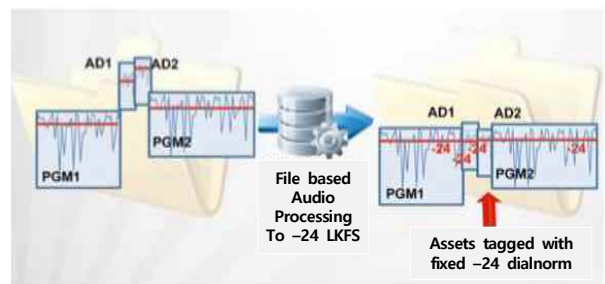 AD1 AD2
PGM1
PGM2
File based
Audio
Processing
To –24 LKFS
AD1 AD2
-24
-24
-24
-24
PGM1
PGM2
Assets tagged with
fixed –24 dialnorm